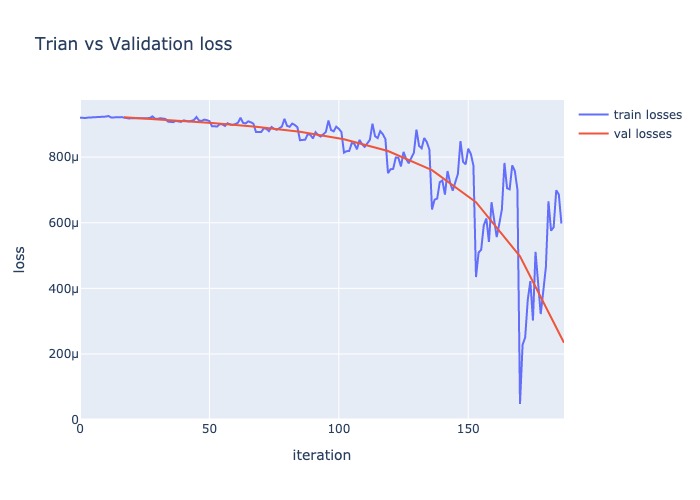 Trian vs Validation loss
train losses
val losses
800μ
600μ
400μ
200μ
0
0
50
100
150
loss
iteration